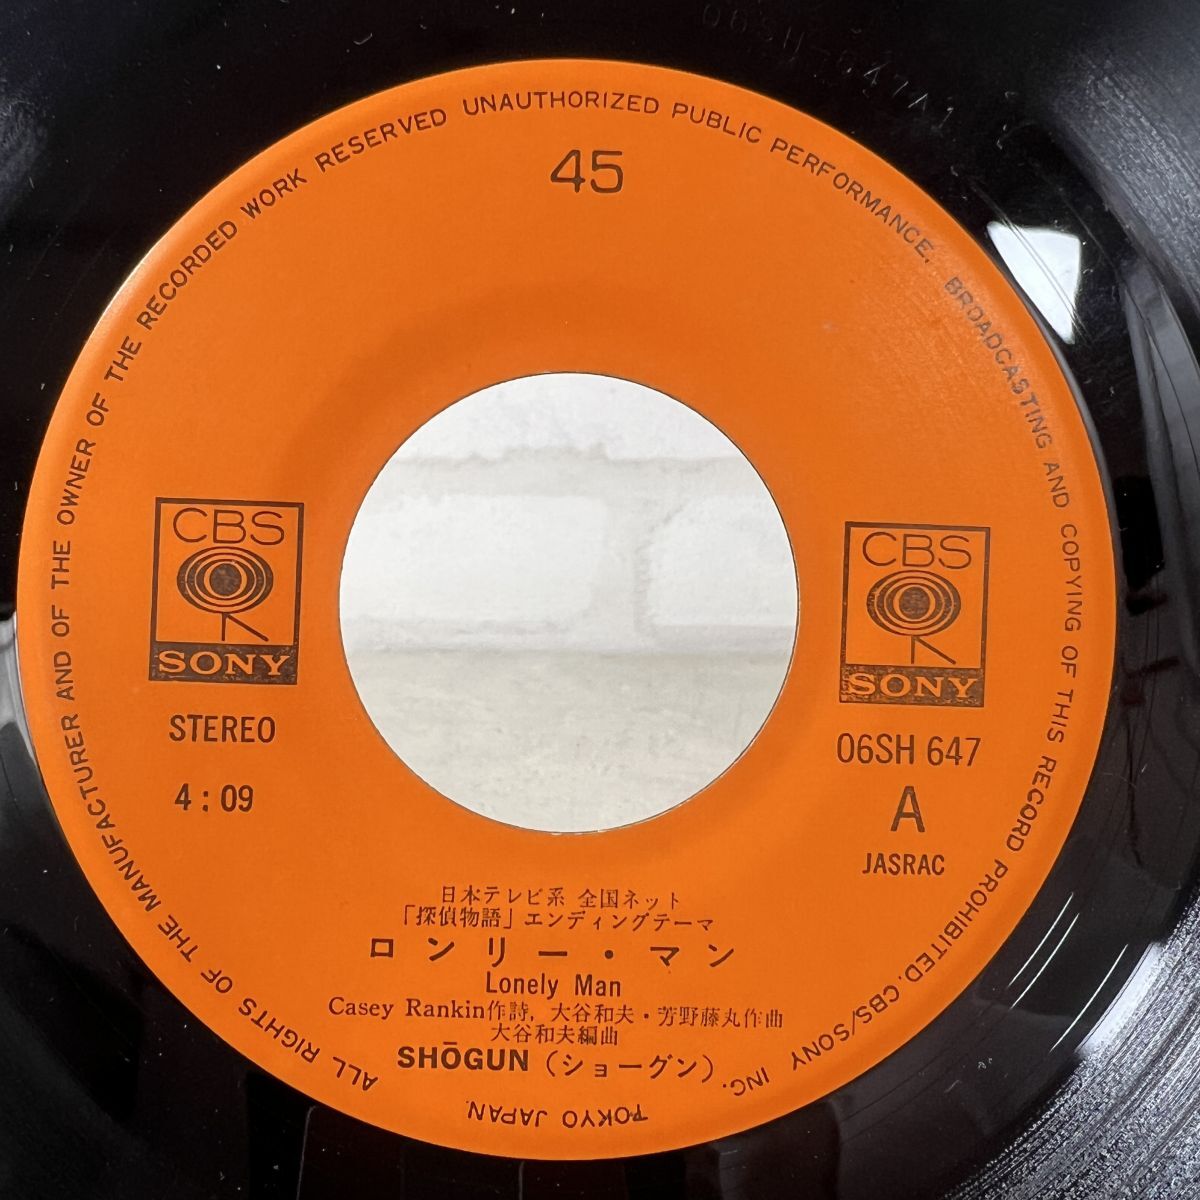 06SH-647A
45
ALL RIGHTS OF THE MANUFACTURER AND OF THE OWNER OF THE RECORDED WORK RESERVED UNAUTHORIZED PUBLIC PERFORMANCE, BROADCASTING AND COPYING OF THIS RECORD PROHIBITED. CBS/SONY INC. TOKYO JAPAN
CBS
SONY
STEREO
4:09
CBS
SONY
06SH 647
A
JASRAC
日本テレビ系 全国ネット
「探偵物語」エンディングテーマ
ロンリー・マン
Lonely Man
Casey Rankin作詩, 大谷和夫・芳野藤丸作曲
大谷和夫編曲
SHŌGUN (ショーグン)